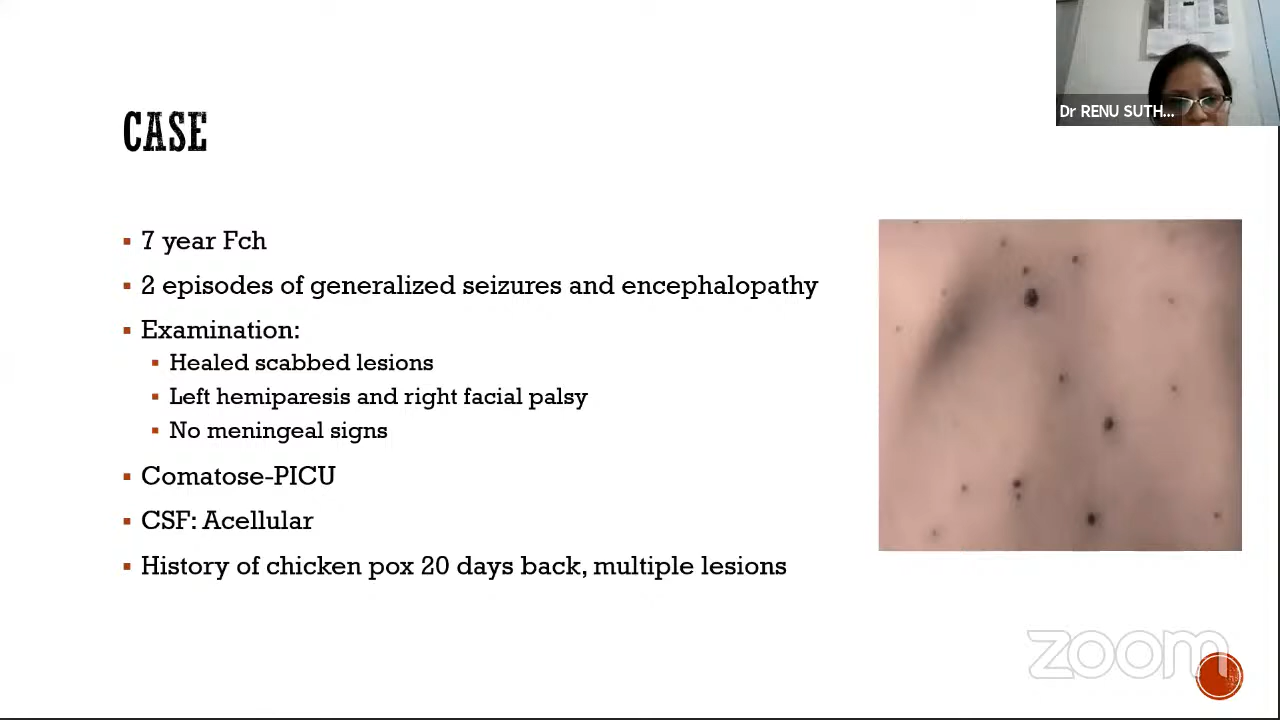 Dr RENU SUTH...
CASE
7 year Fch
2 episodes of generalized seizures and encephalopathy
Examination:
Healed scabbed lesions
Left hemiparesis and right facial palsy
No meningeal signs
Comatose-PICU
CSF: Acellular
History of chicken pox 20 days back, multiple lesions
zoom